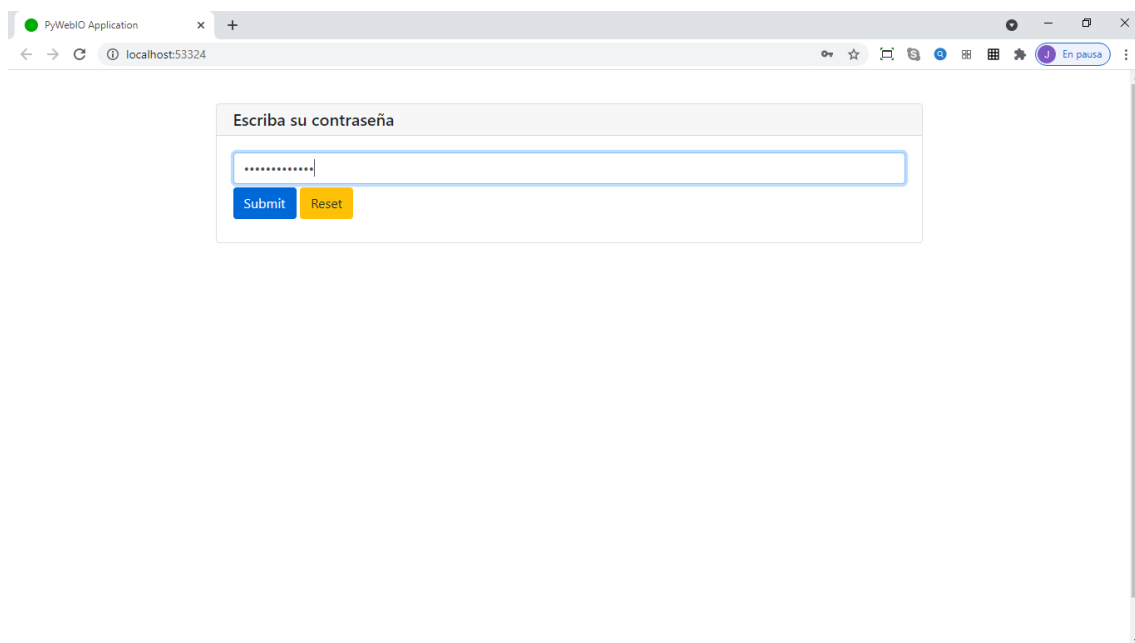 PyWebIO Application
localhost:53324
J En pausa
Escriba su contraseña
•••••••••••••
Submit Reset